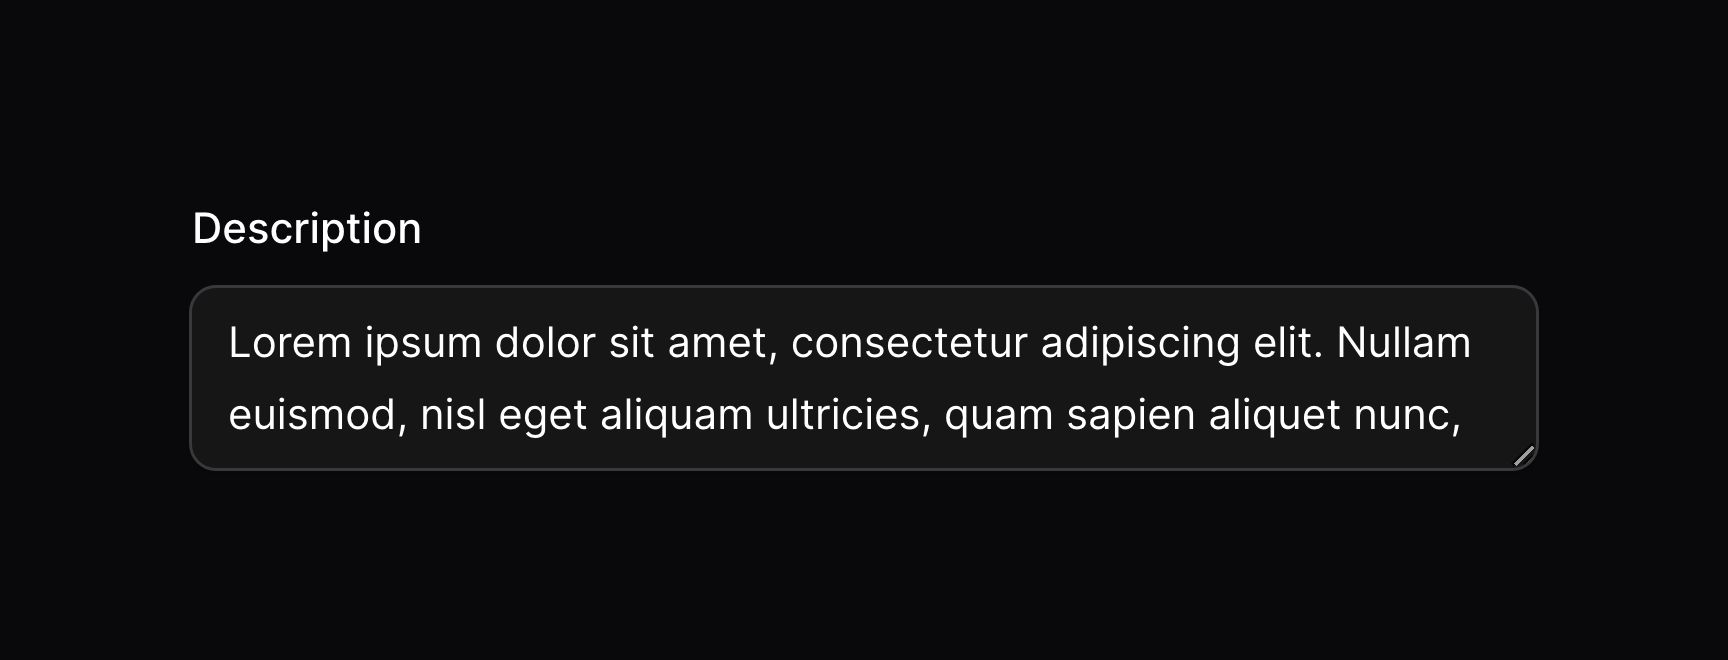 Description
Lorem ipsum dolor sit amet, consectetur adipiscing elit. Nullam
euismod, nisl eget aliquam ultricies, quam sapien aliquet nunc,